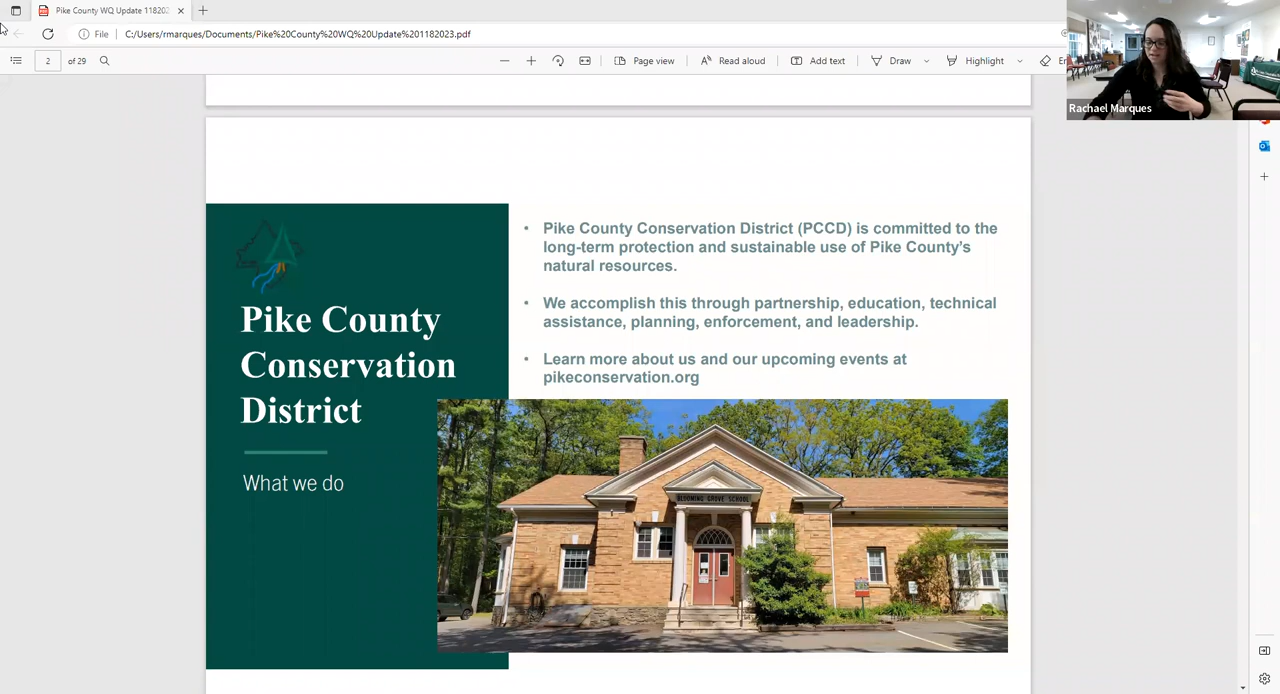 Pike County WQ Update 118202
File
C:/Users/rmarques/Documents/Pike%20County%20WQ%20Update%201182023.pdf
2 of 29
Page view
Read aloud
Add text
Draw
Highlight
Rachael Marques
Pike County
Conservation
District
What we do
• Pike County Conservation District (PCCD) is committed to the
long-term protection and sustainable use of Pike County’s
natural resources.
• We accomplish this through partnership, education, technical
assistance, planning, enforcement, and leadership.
• Learn more about us and our upcoming events at
pikeconservation.org
BLOOMING GROVE SCHOOL